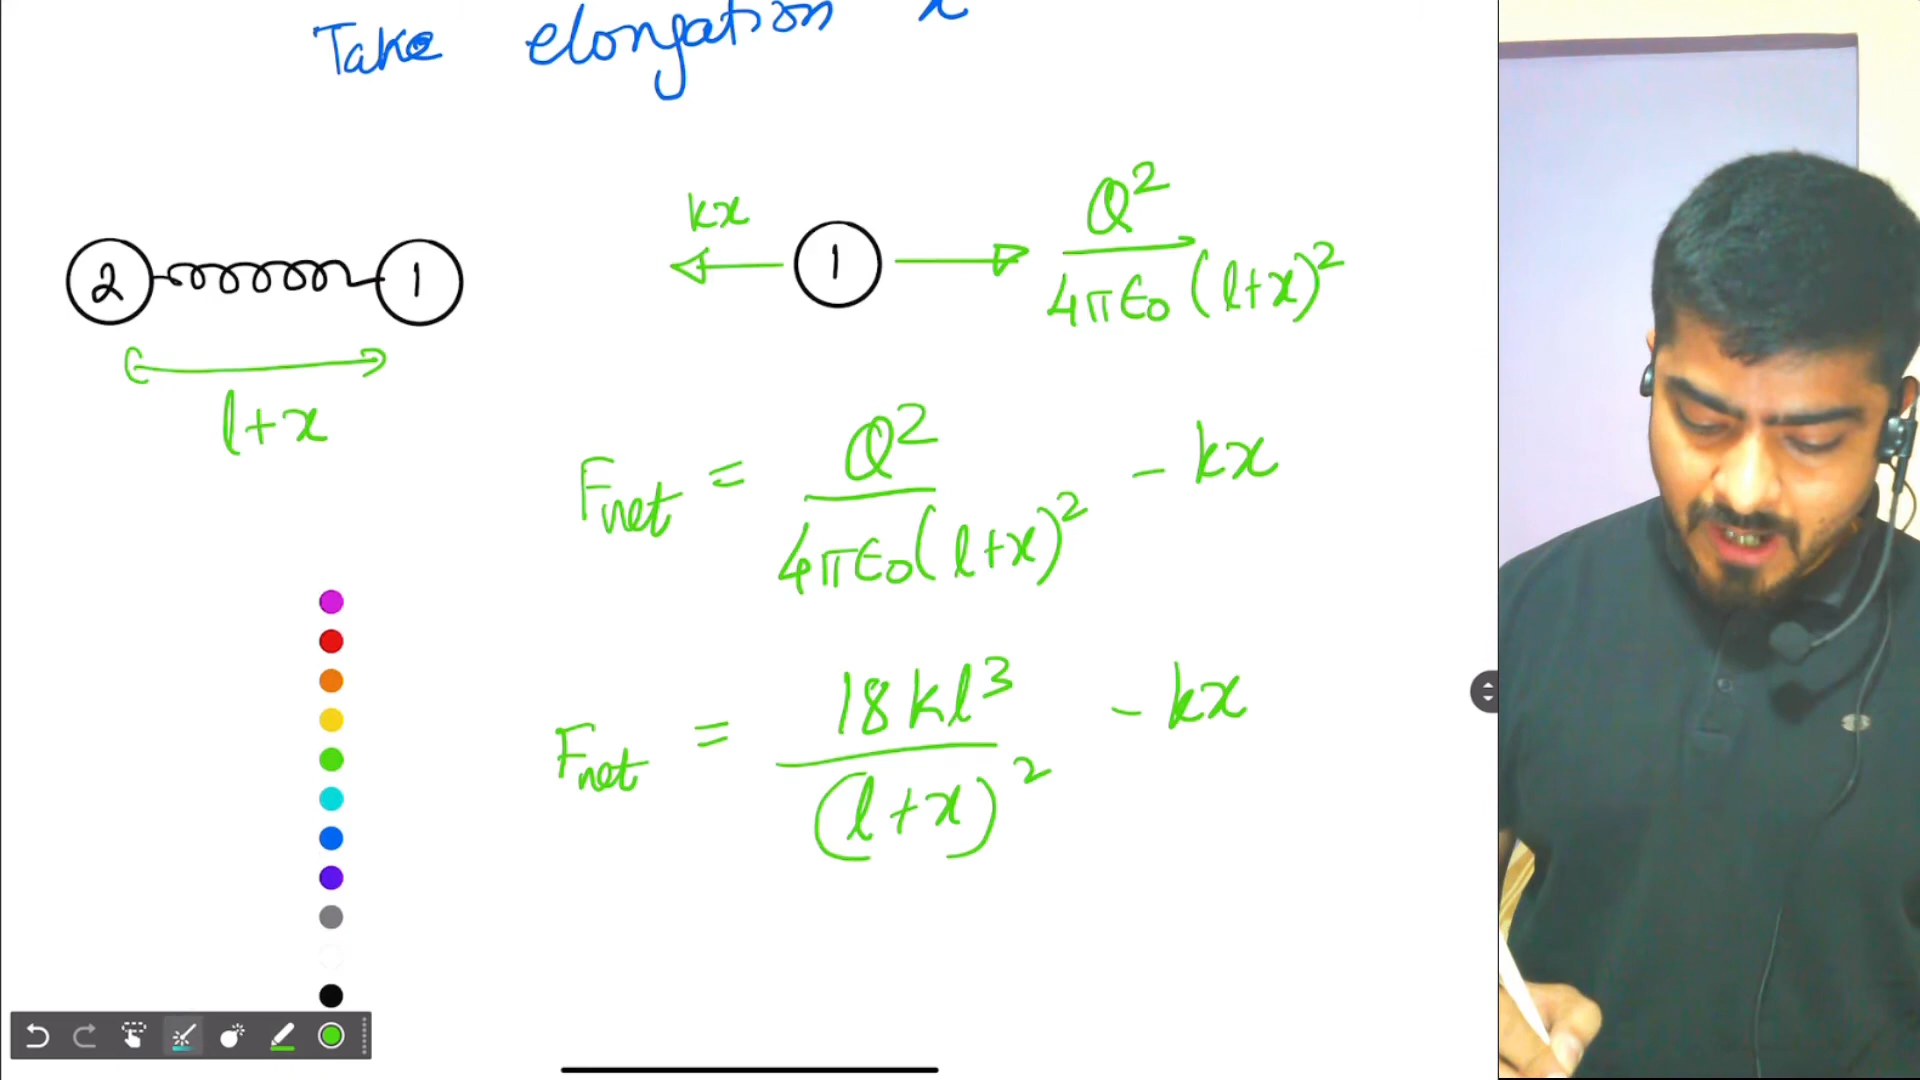 Take elongation x
kx
1
Q²
4πϵ₀(l+x)²
2
1
l+x
Fnet = Q² / 4πϵ₀(l+x)² - kx
Fnet = 18kl³ / (l+x)² - kx